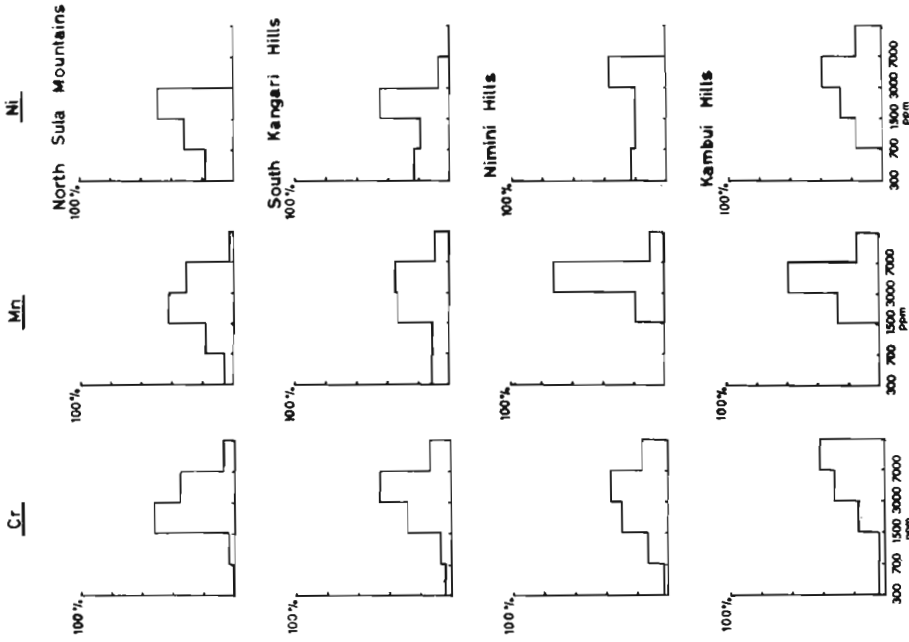 Cr Mn Ni
100% 100% 100% North Sula Mountains
100% 100% 100% South Kangari Hills
100% 100% 100% Nimini Hills
100% 100% 100% Kambui Hills
300 700 1500 3000 7000 300 700 1500 3000 7000 300 700 1500 3000 7000
ppm ppm ppm